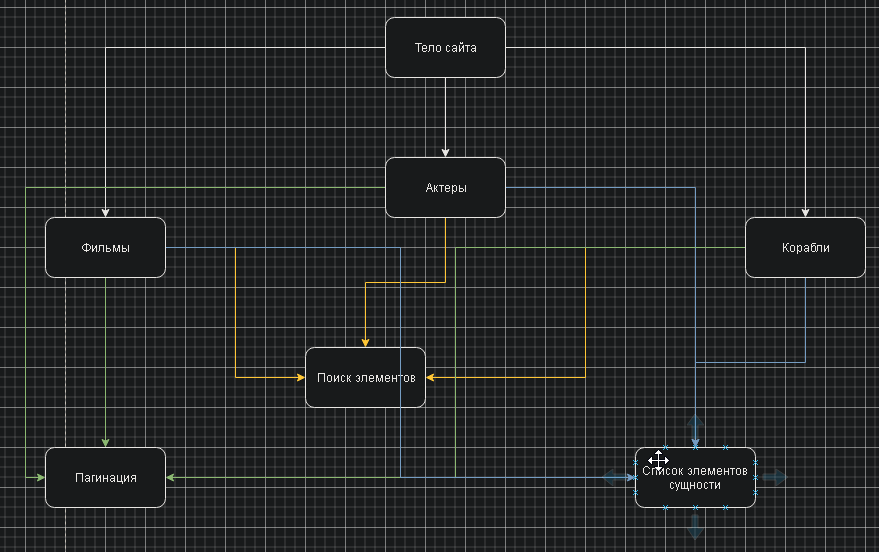 Тело сайта
Актеры
Фильмы
Корабли
Поиск элементов
Пагинация
Список элементов
сущности